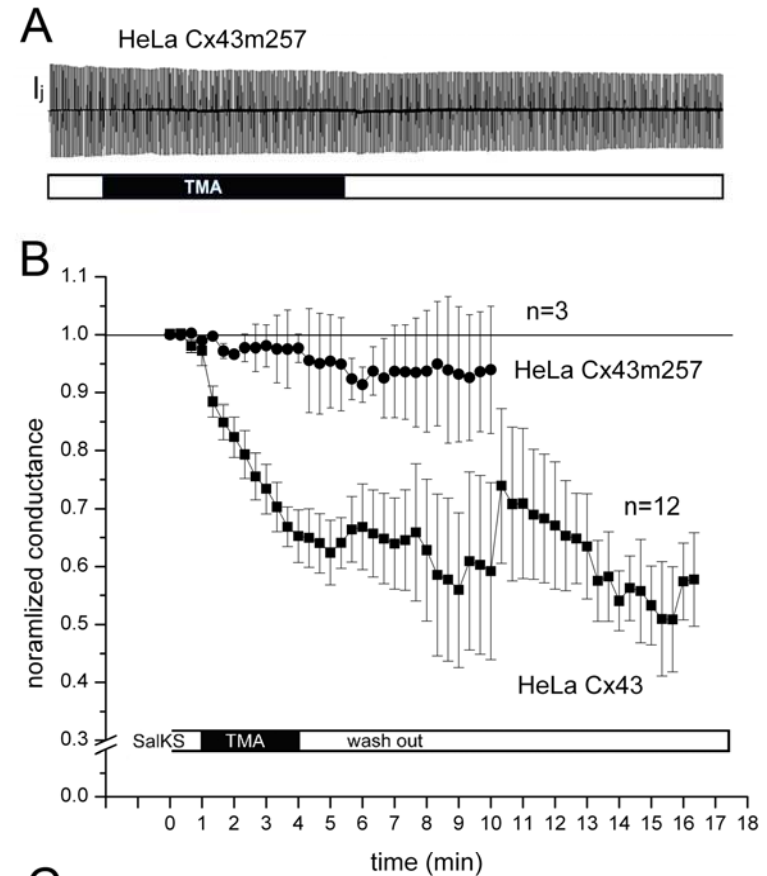 A
HeLa Cx43m257
Ij
TMA
B
1.1
1.0
0.9
0.8
0.7
0.6
0.5
0.4
0.3
0.0
noramlized conductance
n=3
HeLa Cx43m257
n=12
HeLa Cx43
SalKS TMA wash out
0 1 2 3 4 5 6 7 8 9 10 11 12 13 14 15 16 17 18
time (min)